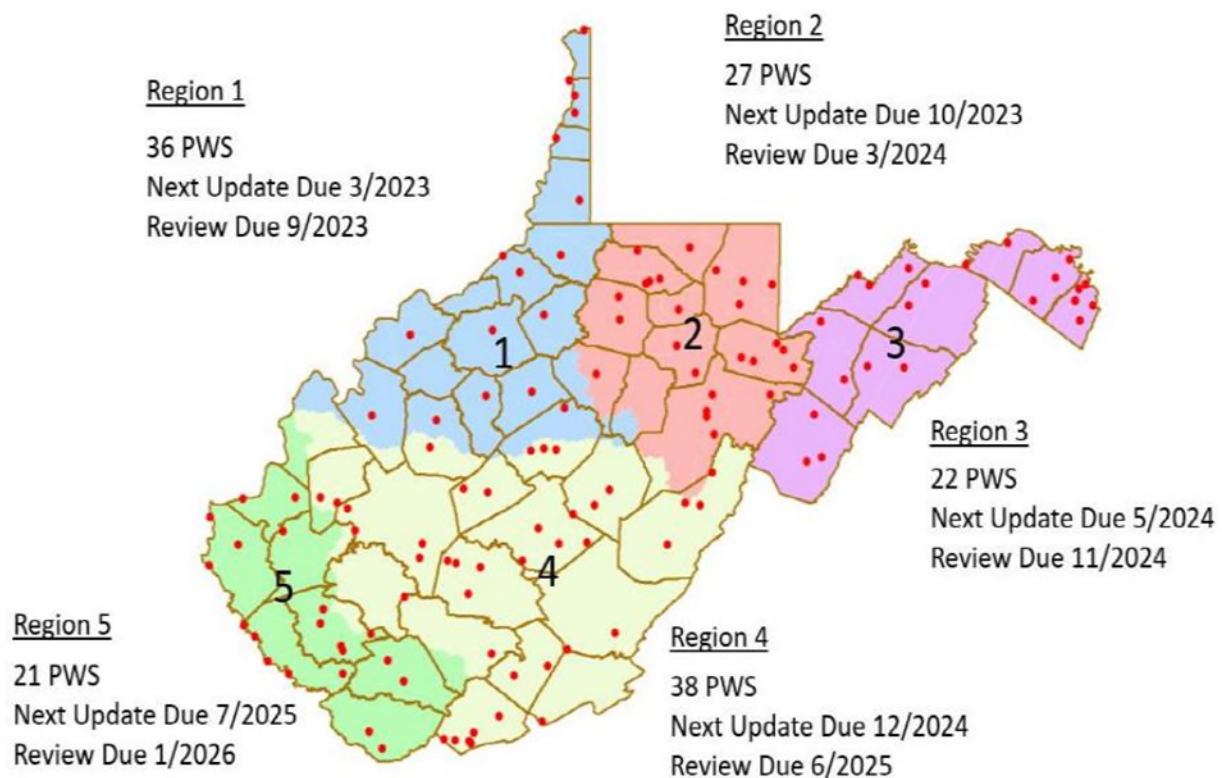 Region 1
36 PWS
Next Update Due 3/2023
Review Due 9/2023
Region 2
27 PWS
Next Update Due 10/2023
Review Due 3/2024
1
2
3
Region 3
22 PWS
Next Update Due 5/2024
Review Due 11/2024
4
5
Region 5
21 PWS
Next Update Due 7/2025
Review Due 1/2026
Region 4
38 PWS
Next Update Due 12/2024
Review Due 6/2025